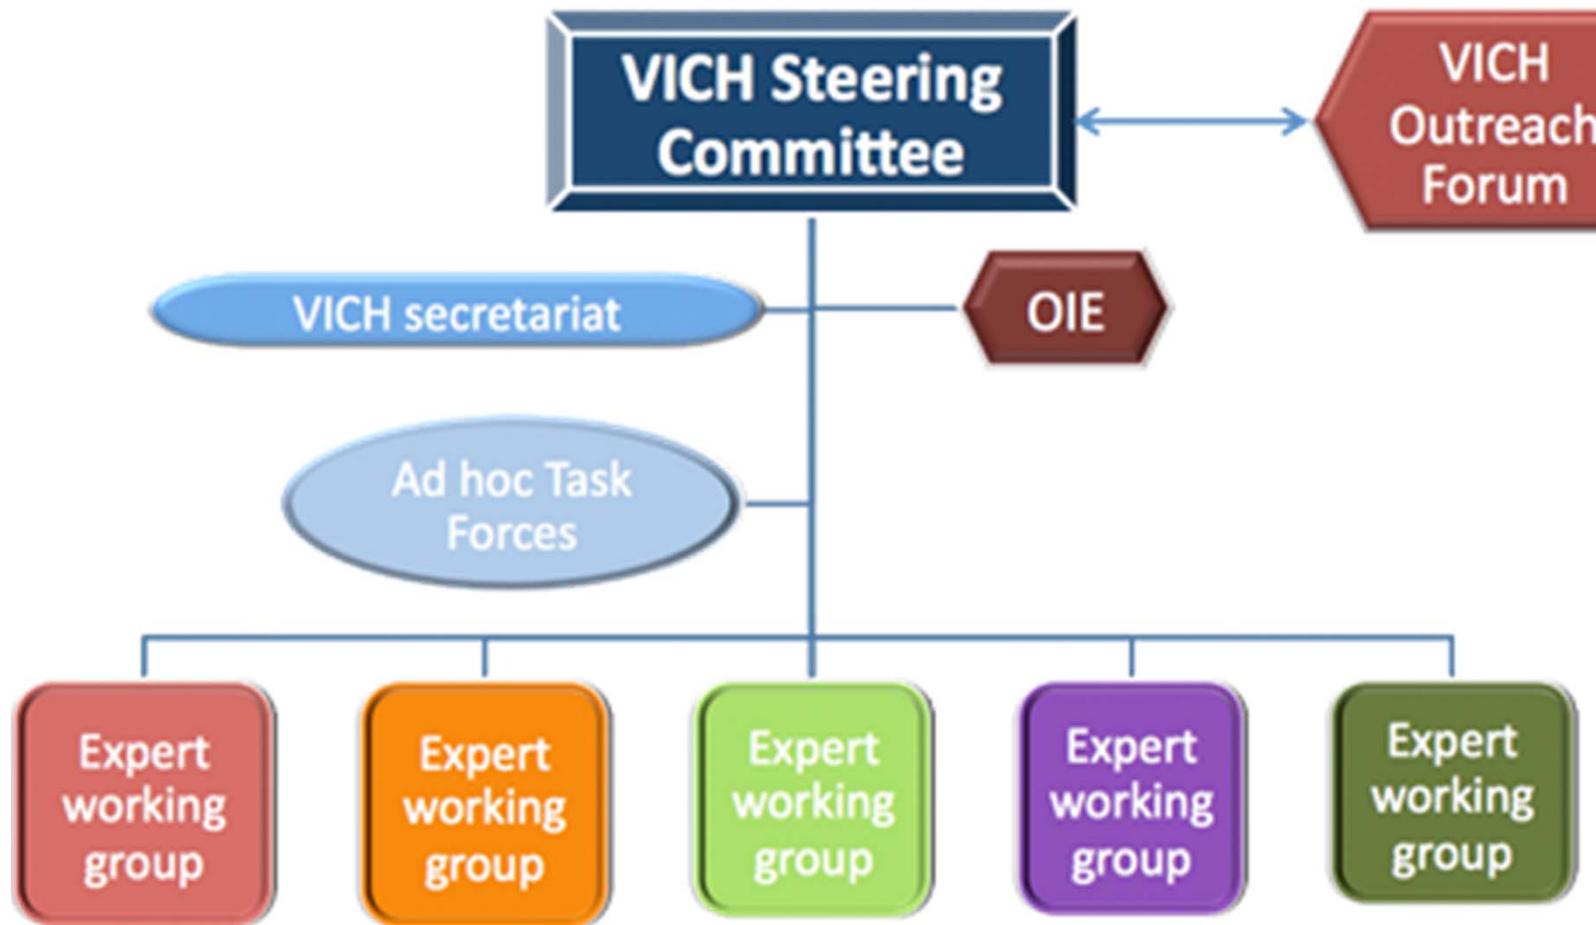 VICH Steering
Committee
VICH
Outreach
Forum
VICH secretariat
OIE
Ad hoc Task
Forces
Expert
working
group
Expert
working
group
Expert
working
group
Expert
working
group
Expert
working
group